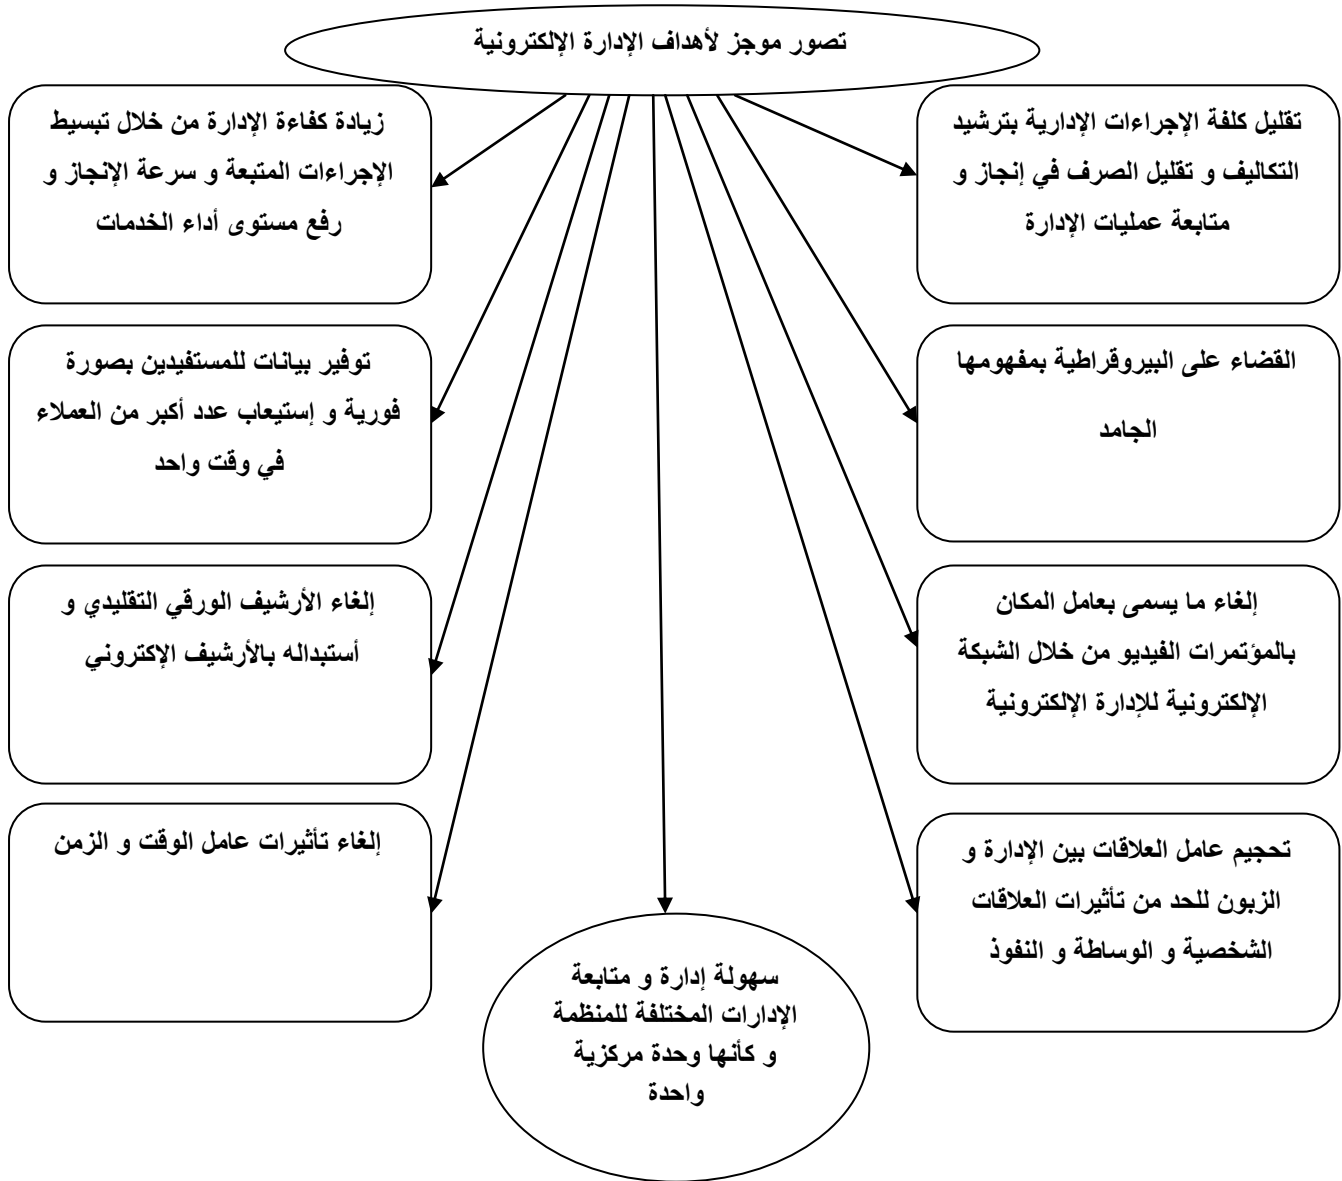 تصور موجز لأهداف الإدارة الإلكترونية
تقليل كلفة الإجراءات الإدارية بترشيد
التكاليف و تقليل الصرف في إنجاز و
متابعة عمليات الإدارة
زيادة كفاءة الإدارة من خلال تبسيط
الإجراءات المتبعة و سرعة الإنجاز و
رفع مستوى أداء الخدمات
القضاء على البيروقراطية بمفهومها
الجامد
توفير بيانات للمستفيدين بصورة
فورية و إستيعاب عدد أكبر من العملاء
في وقت واحد
إلغاء ما يسمى بعامل المكان
بالمؤتمرات الفيديو من خلال الشبكة
الإلكترونية للإدارة الإلكترونية
إلغاء الأرشيف الورقي التقليدي و
أستبداله بالأرشيف الإكتروني
تحجيم عامل العلاقات بين الإدارة و
الزبون للحد من تأثيرات العلاقات
الشخصية و الوساطة و النفوذ
إلغاء تأثيرات عامل الوقت و الزمن
سهولة إدارة و متابعة
الإدارات المختلفة للمنظمة
و كأنها وحدة مركزية
واحدة